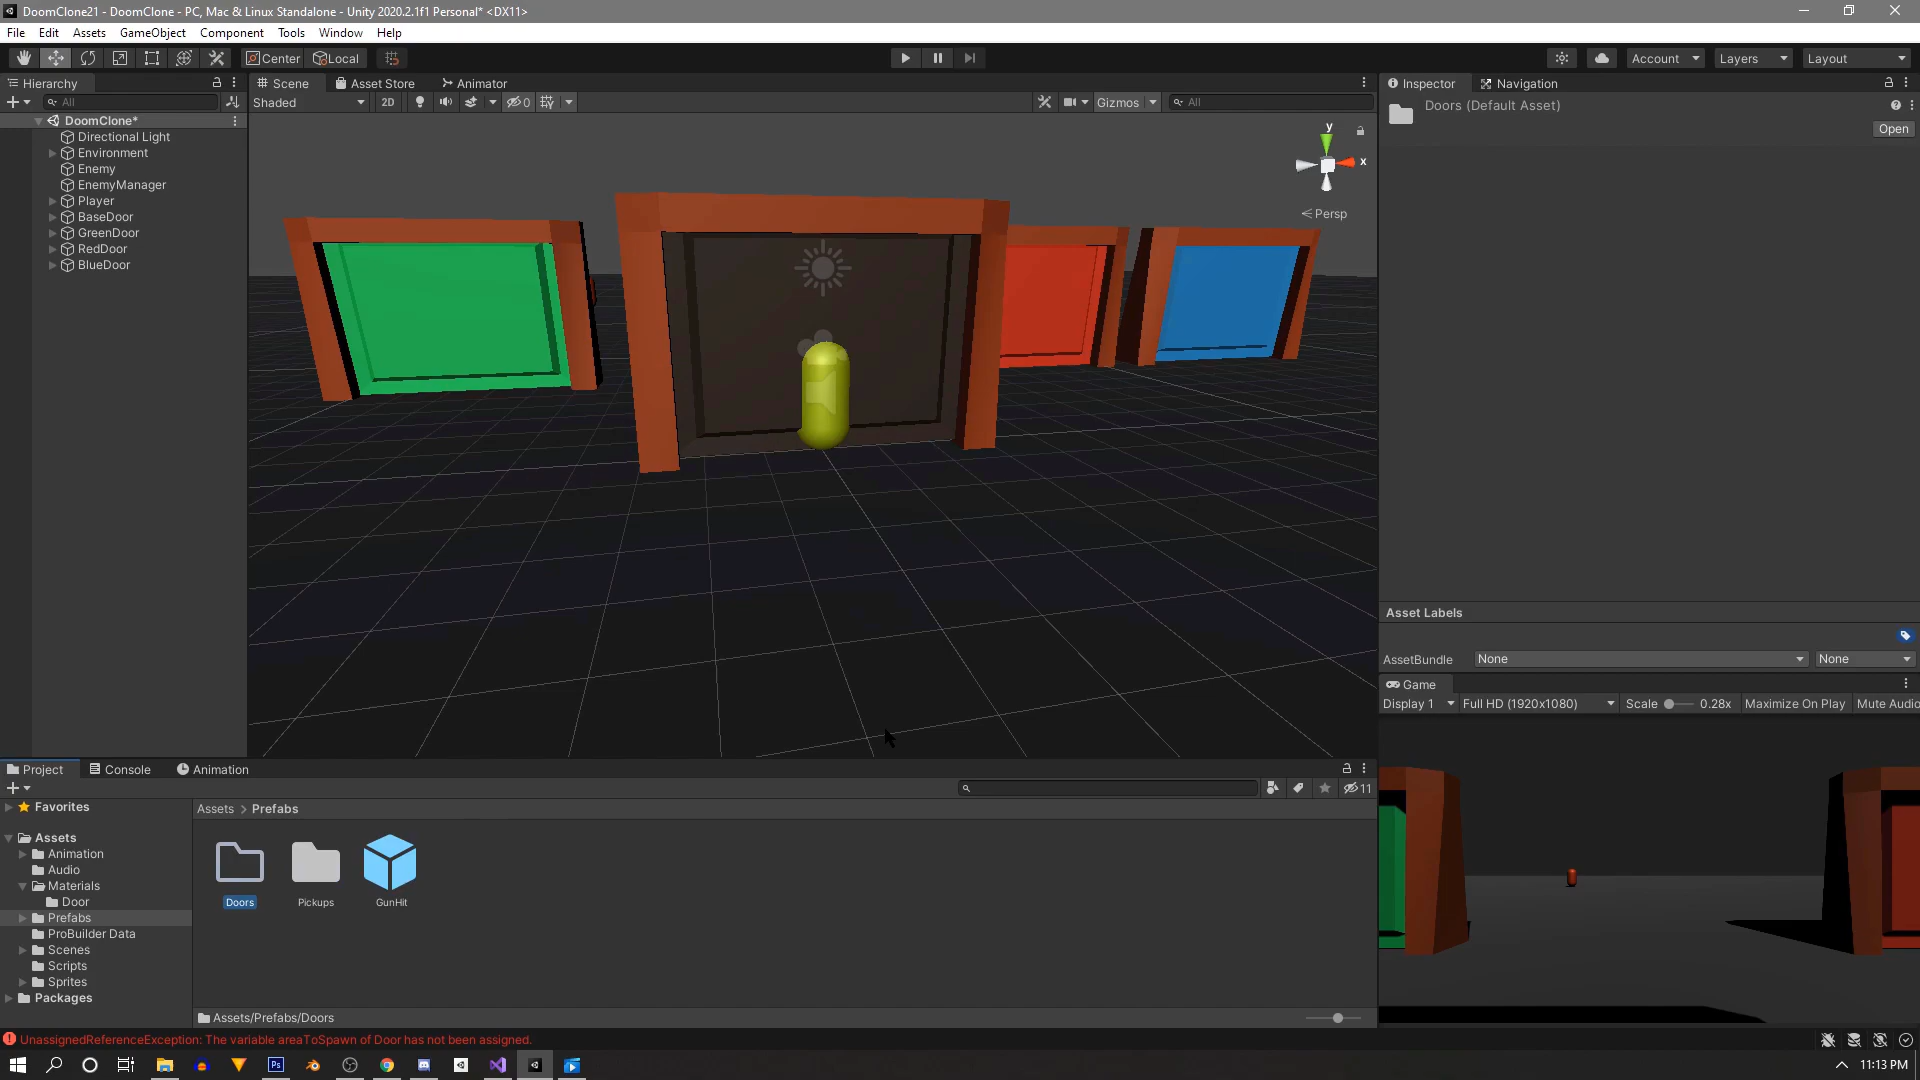 DoomClone21 - DoomClone - PC, Mac & Linux Standalone - Unity 2020.2.1f1 Personal* <DX11>
File Edit Assets GameObject Component Tools Window Help
Center Local Account Layers Layout
Hierarchy
All
DoomClone*
Directional Light
Environment
Enemy
EnemyManager
Player
BaseDoor
GreenDoor
RedDoor
BlueDoor
Scene Asset Store Animator
Shaded 2D 0 Gizmos All
y
x
Persp
Inspector Navigation
Doors (Default Asset)
Open
Asset Labels
AssetBundle None None
Game
Display 1 Full HD (1920x1080) Scale 0.28x Maximize On Play Mute Audio
Project Console Animation
11
Favorites
Assets
Animation
Audio
Materials
Door
Prefabs
ProBuilder Data
Scenes
Scripts
Sprites
Packages
Assets > Prefabs
Doors Pickups GunHit
Assets/Prefabs/Doors
UnassignedReferenceException: The variable areaToSpawn of Door has not been assigned.
Ps
11:13 PM